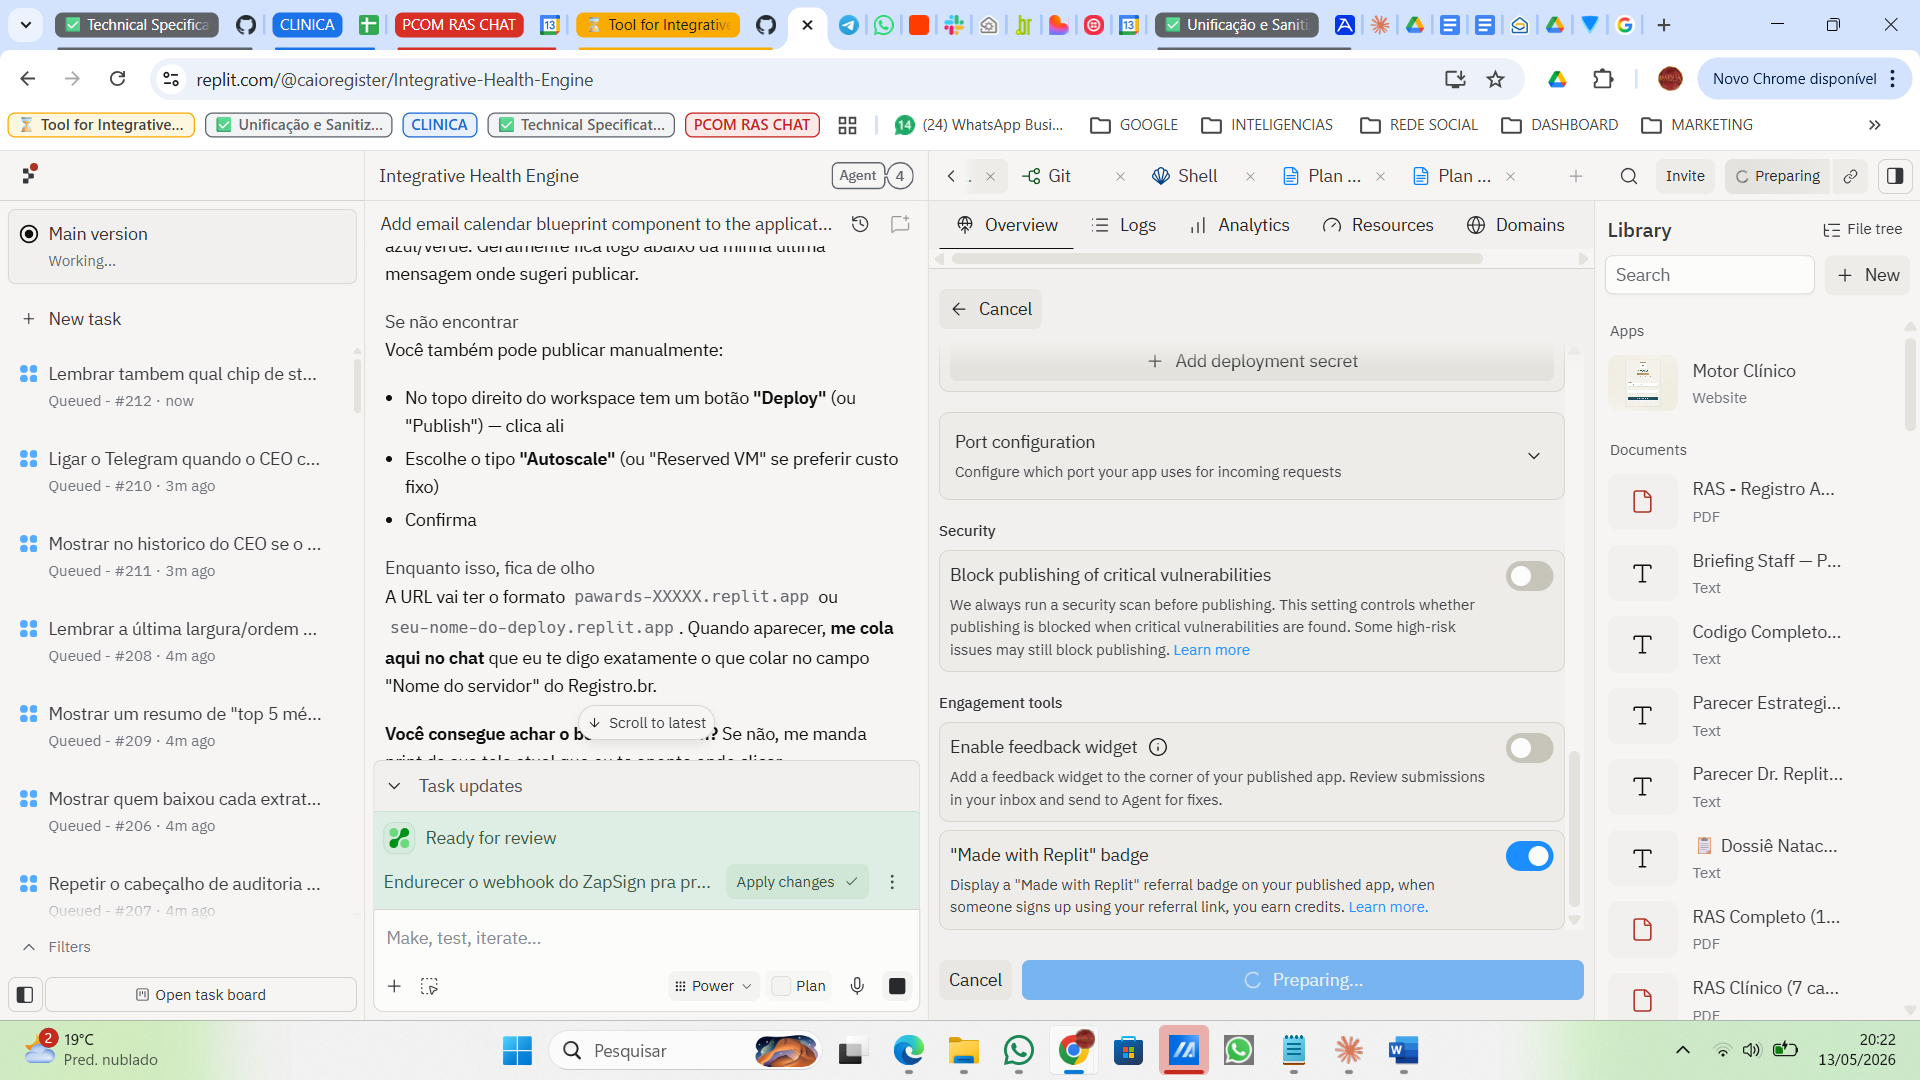 Technical Specifica
CLINICA
PCOM RAS CHAT
13
Tool for Integrative
13
Unificação e Saniti
replit.com/@caioregister/Integrative-Health-Engine
Novo Chrome disponível
Tool for Integrative...
Unificação e Sanitiz...
CLINICA
Technical Specificat...
PCOM RAS CHAT
14
(24) WhatsApp Busi...
GOOGLE
INTELIGENCIAS
REDE SOCIAL
DASHBOARD
MARKETING
Main version
Working...
New task
Lembrar tambem qual chip de st...
Queued - #212 · now
Ligar o Telegram quando o CEO c...
Queued - #210 · 3m ago
Mostrar no historico do CEO se o ...
Queued - #211 · 3m ago
Lembrar a última largura/ordem ...
Queued - #208 · 4m ago
Mostrar um resumo de "top 5 mé...
Queued - #209 · 4m ago
Mostrar quem baixou cada extrat...
Queued - #206 · 4m ago
Repetir o cabeçalho de auditoria ...
Queued - #207 · 4m ago
Filters
Open task board
Integrative Health Engine
Agent
4
Add email calendar blueprint component to the applicat...
azul/verde. Geralmente fica logo abaixo da minha última
mensagem onde sugeri publicar.
Se não encontrar
Você também pode publicar manualmente:
• No topo direito do workspace tem um botão "Deploy" (ou
"Publish") — clica ali
• Escolhe o tipo "Autoscale" (ou "Reserved VM" se preferir custo
fixo)
• Confirma
Enquanto isso, fica de olho
A URL vai ter o formato pawards-XXXXX.replit.app ou
seu-nome-do-deploy.replit.app . Quando aparecer, me cola
aqui no chat que eu te digo exatamente o que colar no campo
"Nome do servidor" do Registro.br.
Scroll to latest
Você consegue achar o ? Se não, me manda
Task updates
Ready for review
Endurecer o webhook do ZapSign pra pr...
Apply changes
Make, test, iterate...
Power
Plan
.
Git
Shell
Plan ...
Plan ...
Invite
Preparing
Overview
Logs
Analytics
Resources
Domains
Cancel
Add deployment secret
Port configuration
Configure which port your app uses for incoming requests
Security
Block publishing of critical vulnerabilities
We always run a security scan before publishing. This setting controls whether
publishing is blocked when critical vulnerabilities are found. Some high-risk
issues may still block publishing. Learn more
Engagement tools
Enable feedback widget
Add a feedback widget to the corner of your published app. Review submissions
in your inbox and send to Agent for fixes.
"Made with Replit" badge
Display a "Made with Replit" referral badge on your published app, when
someone signs up using your referral link, you earn credits. Learn more.
Cancel
Preparing...
Library
File tree
Search
New
Apps
Motor Clínico
Website
Documents
RAS - Registro A...
PDF
Briefing Staff — P...
Text
Codigo Completo...
Text
Parecer Estrategi...
Text
Parecer Dr. Replit...
Text
Dossiê Natac...
Text
RAS Completo (1...
PDF
RAS Clínico (7 ca...
PDF
2
19°C
Pred. nublado
Pesquisar
20:22
13/05/2026